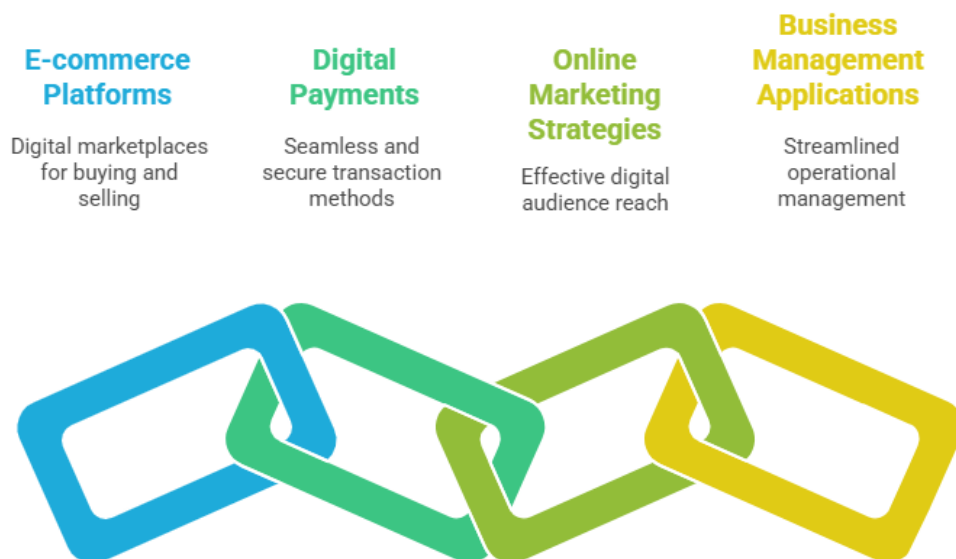 E-commerce
Platforms
Digital marketplaces
for buying and
selling
Digital
Payments
Seamless and
secure transaction
methods
Online
Marketing
Strategies
Effective digital
audience reach
Business
Management
Applications
Streamlined
operational
management